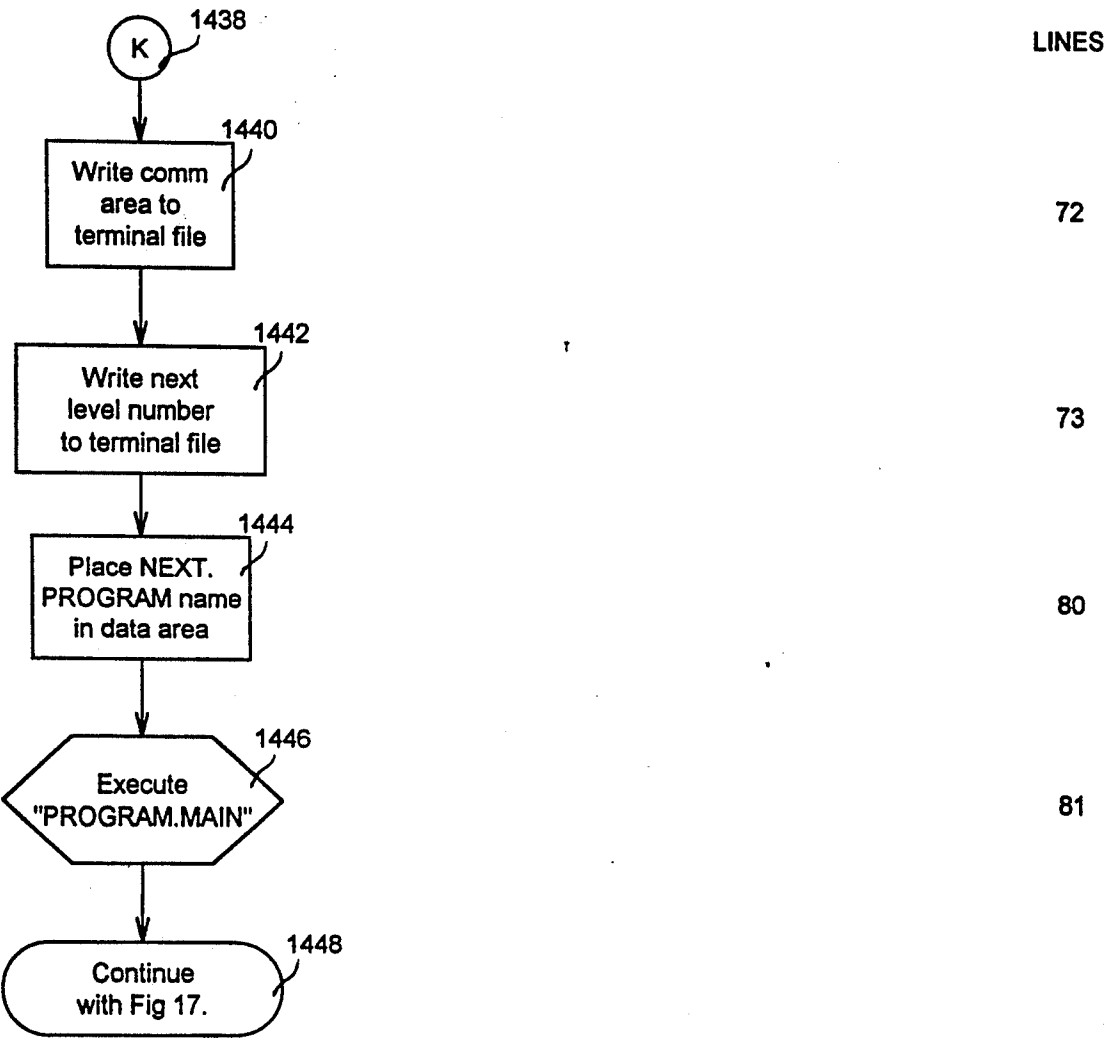 1438
LINES
K
1440
Write comm
area to
terminal file
72
1442
Write next
level number
to terminal file
73
1444
Place NEXT.
PROGRAM name
in data area
80
1446
Execute
"PROGRAM.MAIN"
81
1448
Continue
with Fig 17.